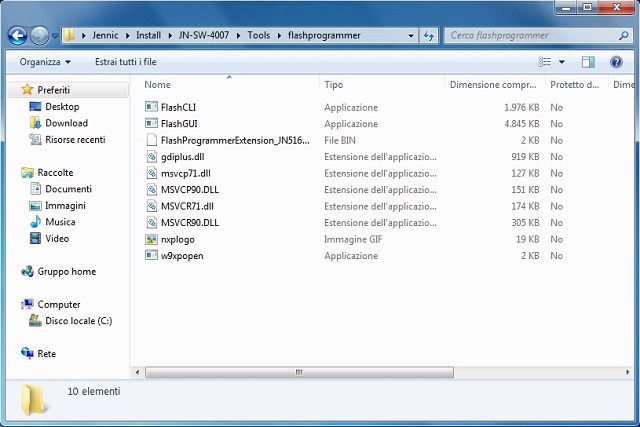 Jennic Install JN-SW-4007 Tools flashprogrammer Cerca flashprogrammer
Organizza Estrai tutti i file
Preferiti
Desktop
Download
Risorse recenti
Raccolte
Documenti
Immagini
Musica
Video
Gruppo home
Computer
Disco locale (C:)
Rete
Nome Tipo Dimensione compr... Protetto d... Dime
FlashCLI Applicazione 1.976 KB No
FlashGUI Applicazione 4.845 KB No
FlashProgrammerExtension_JN516... File BIN 2 KB No
gdiplus.dll Estensione dell'applicazio... 919 KB No
msvcp71.dll Estensione dell'applicazio... 127 KB No
MSVCP90.DLL Estensione dell'applicazio... 151 KB No
MSVCR71.dll Estensione dell'applicazio... 174 KB No
MSVCR90.DLL Estensione dell'applicazio... 305 KB No
nxplogo Immagine GIF 19 KB No
w9xpopen Applicazione 2 KB No
10 elementi